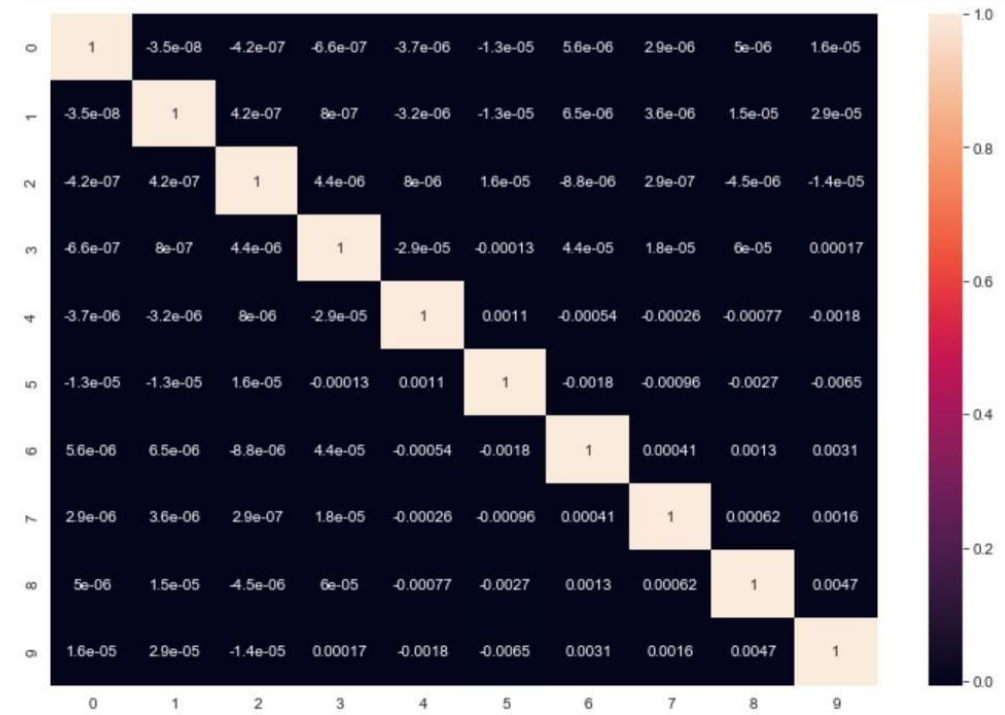 0 1 -3.5e-08 -4.2e-07 -6.6e-07 -3.7e-06 -1.3e-05 5.6e-06 2.9e-06 5e-06 1.6e-05
1 -3.5e-08 1 4.2e-07 8e-07 -3.2e-06 -1.3e-05 6.5e-06 3.6e-06 1.5e-05 2.9e-05
2 -4.2e-07 4.2e-07 1 4.4e-06 8e-06 1.6e-05 -8.8e-06 2.9e-07 -4.5e-06 -1.4e-05
3 -6.6e-07 8e-07 4.4e-06 1 -2.9e-05 -0.00013 4.4e-05 1.8e-05 6e-05 0.00017
4 -3.7e-06 -3.2e-06 8e-06 -2.9e-05 1 0.0011 -0.00054 -0.00026 -0.00077 -0.0018
5 -1.3e-05 -1.3e-05 1.6e-05 -0.00013 0.0011 1 -0.0018 -0.00096 -0.0027 -0.0065
6 5.6e-06 6.5e-06 -8.8e-06 4.4e-05 -0.00054 -0.0018 1 0.00041 0.0013 0.0031
7 2.9e-06 3.6e-06 2.9e-07 1.8e-05 -0.00026 -0.00096 0.00041 1 0.00062 0.0016
8 5e-06 1.5e-05 -4.5e-06 6e-05 -0.00077 -0.0027 0.0013 0.00062 1 0.0047
9 1.6e-05 2.9e-05 -1.4e-05 0.00017 -0.0018 -0.0065 0.0031 0.0016 0.0047 1
0 1 2 3 4 5 6 7 8 9
1.0
0.8
0.6
0.4
0.2
0.0